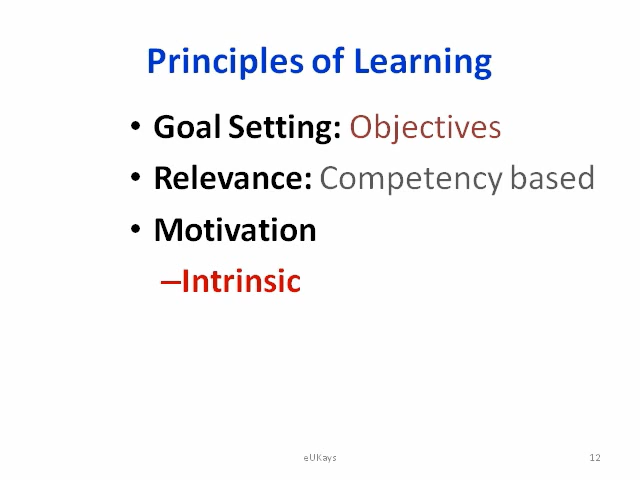 Principles of Learning
• Goal Setting: Objectives
• Relevance: Competency based
• Motivation
–Intrinsic
eUKays
12